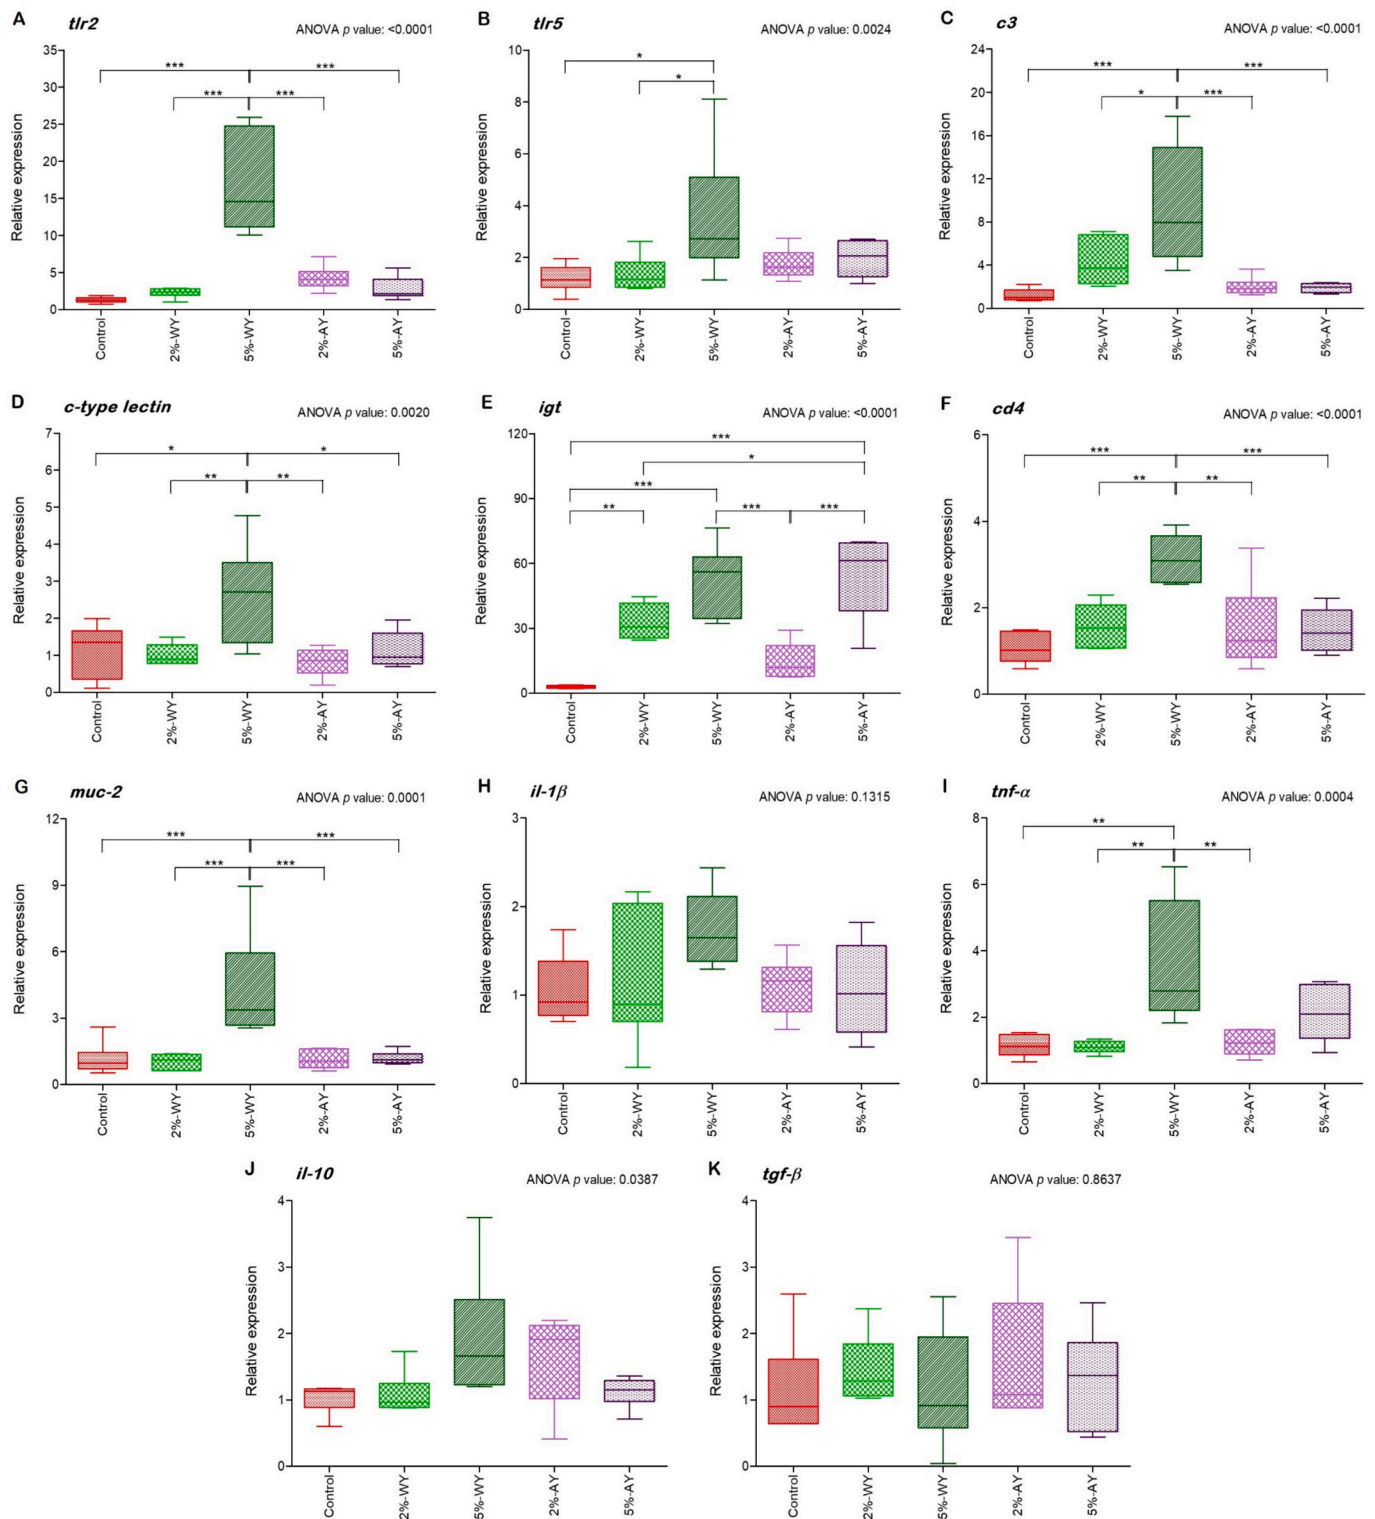 A tlr2 ANOVA p value: <0.0001
B tlr5 ANOVA p value: 0.0024
C c3 ANOVA p value: <0.0001
35
30
25
20
15
10
5
0
Relative expression
*** ***
*** ***
Control 2%-WY 5%-WY 2%-AY 5%-AY
10
8
6
4
2
0
Relative expression
*
*
Control 2%-WY 5%-WY 2%-AY 5%-AY
24
20
16
12
8
4
0
Relative expression
*** ***
* ***
Control 2%-WY 5%-WY 2%-AY 5%-AY
D c-type lectin ANOVA p value: 0.0020
E igt ANOVA p value: <0.0001
F cd4 ANOVA p value: <0.0001
7
6
5
4
3
2
1
0
Relative expression
* *
** **
Control 2%-WY 5%-WY 2%-AY 5%-AY
120
90
60
30
0
Relative expression
***
*
***
** *** ***
Control 2%-WY 5%-WY 2%-AY 5%-AY
6
4
2
0
Relative expression
*** ***
** **
Control 2%-WY 5%-WY 2%-AY 5%-AY
G muc-2 ANOVA p value: 0.0001
H il-1β ANOVA p value: 0.1315
I tnf-α ANOVA p value: 0.0004
12
9
6
3
0
Relative expression
*** ***
*** ***
Control 2%-WY 5%-WY 2%-AY 5%-AY
3
2
1
0
Relative expression
Control 2%-WY 5%-WY 2%-AY 5%-AY
8
6
4
2
0
Relative expression
**
** **
Control 2%-WY 5%-WY 2%-AY 5%-AY
J il-10 ANOVA p value: 0.0387
K tgf-β ANOVA p value: 0.8637
4
3
2
1
0
Relative expression
Control 2%-WY 5%-WY 2%-AY 5%-AY
4
3
2
1
0
Relative expression
Control 2%-WY 5%-WY 2%-AY 5%-AY